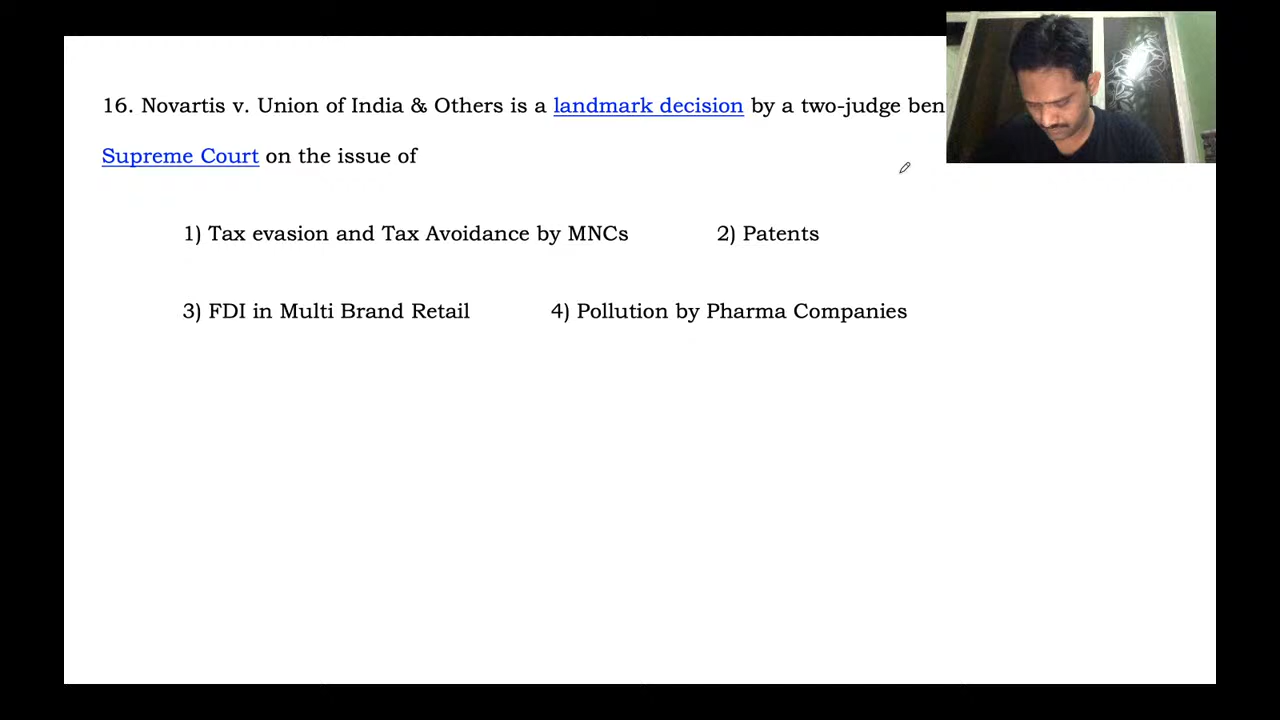 16. Novartis v. Union of India & Others is a landmark decision by a two-judge
Supreme Court on the issue of
1) Tax evasion and Tax Avoidance by MNCs 2) Patents
3) FDI in Multi Brand Retail 4) Pollution by Pharma Companies